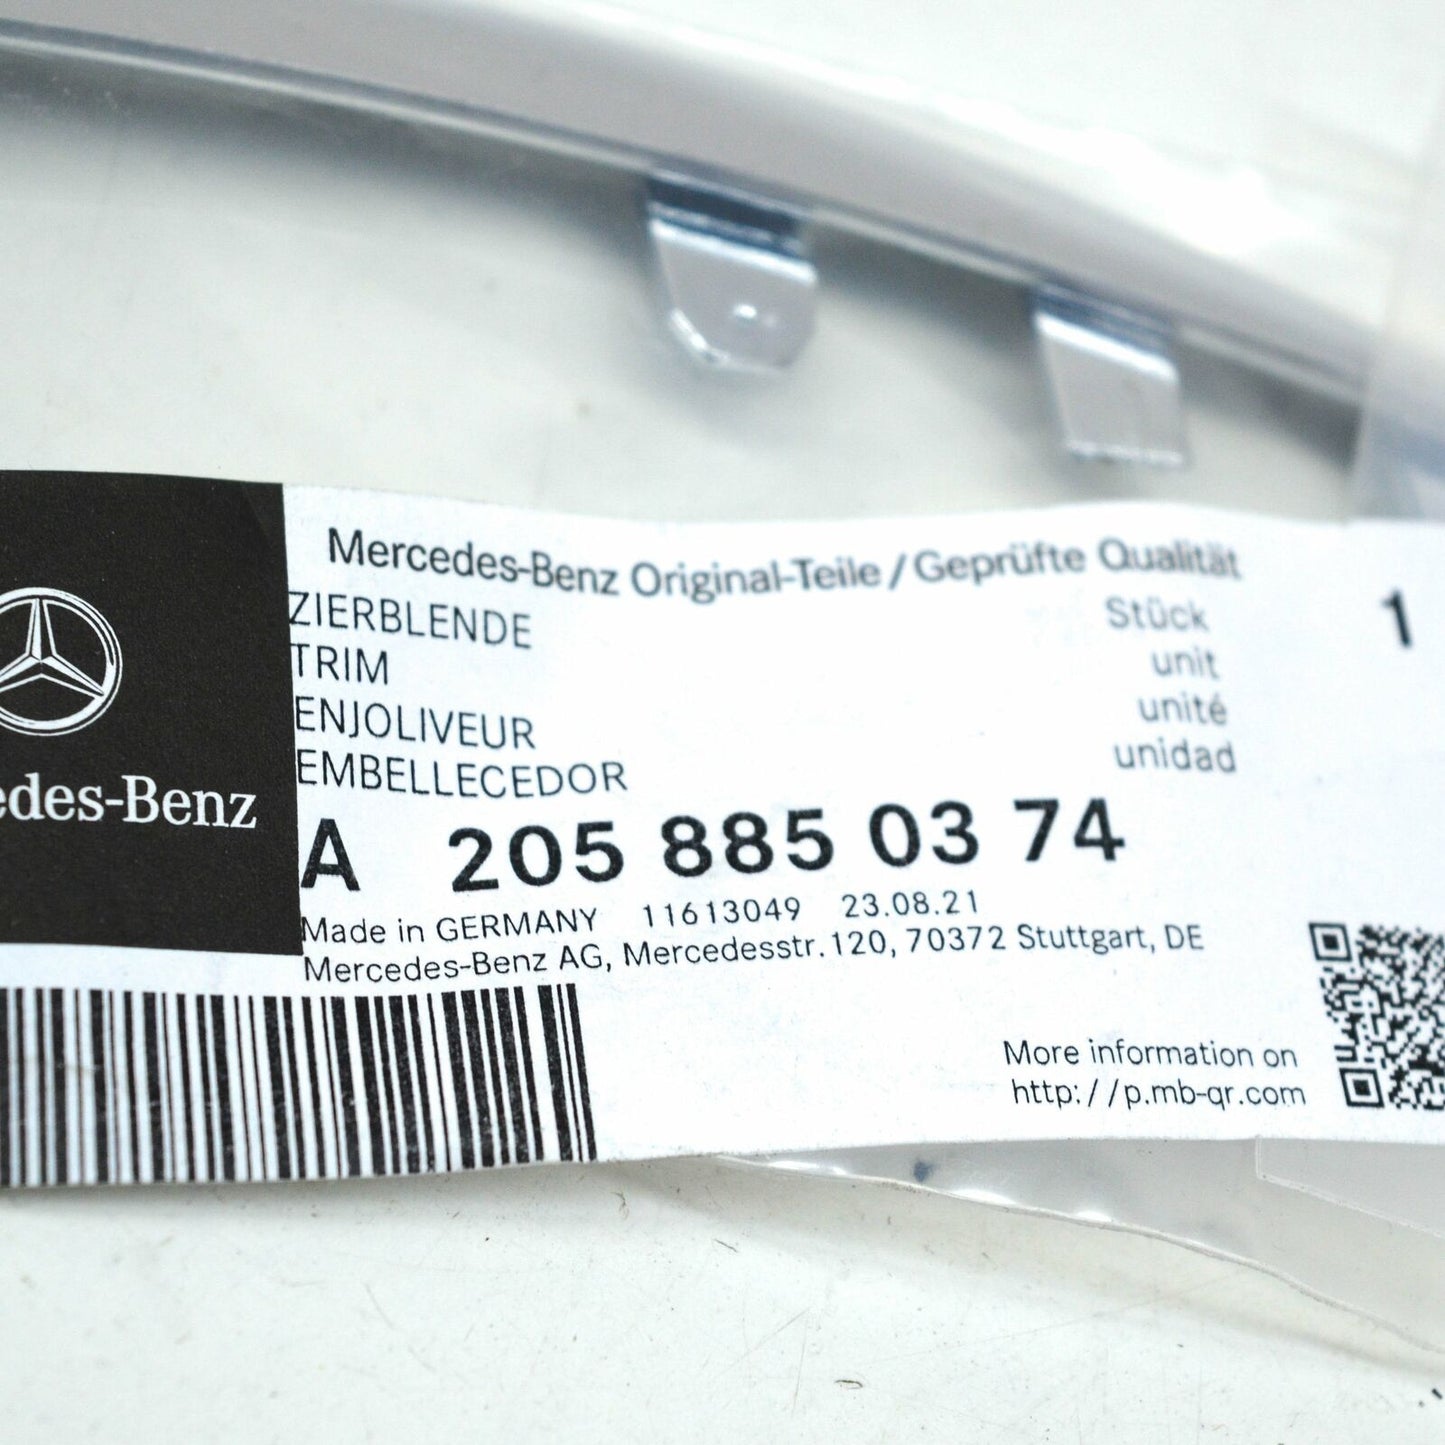 Mercedes-Benz Original-Teile / Geprüfte Qualität
ZIERBLENDE
TRIM
ENJOLIVEUR
EMBELLECEDOR
Stück 1
unit
unité
unidad
edes-Benz
A 205 885 03 74
Made in GERMANY 11613049 23.08.21
Mercedes-Benz AG, Mercedesstr. 120, 70372 Stuttgart, DE
More information on
http://p.mb-qr.com